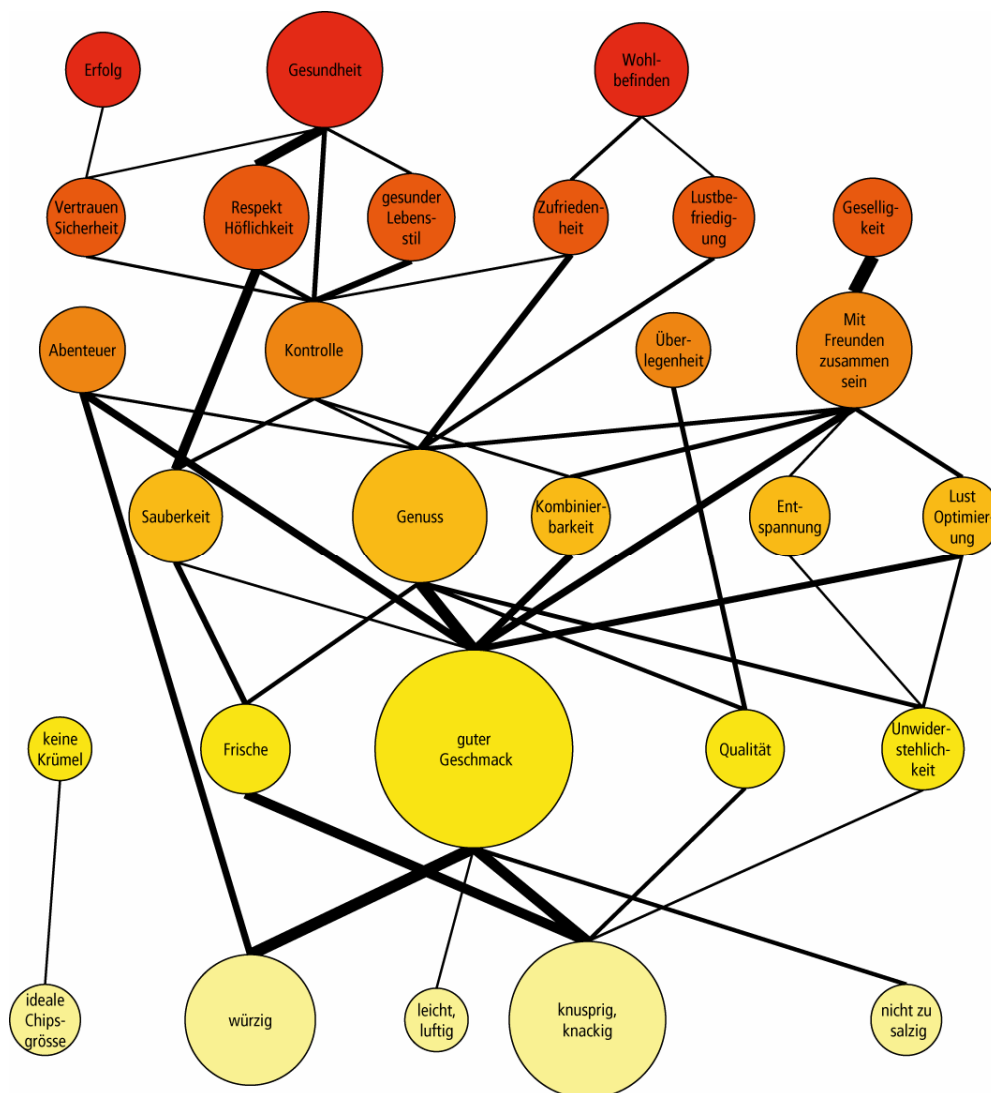 Erfolg
Gesundheit
Wohl-
befinden
Vertrauen
Sicherheit
Respekt
Höflichkeit
gesunder
Lebens-
stil
Zufrieden-
heit
Lustbe-
friedig-
ung
Gesellig-
keit
Abenteuer
Kontrolle
Über-
legenheit
Mit
Freunden
zusammen
sein
Sauberkeit
Genuss
Kombinier-
barkeit
Ent-
spannung
Lust
Optimier-
ung
keine
Krümel
Frische
guter
Geschmack
Qualität
Unwider-
stehlich-
keit
ideale
Chips-
grösse
würzig
leicht,
luftig
knusprig,
knackig
nicht zu
salzig